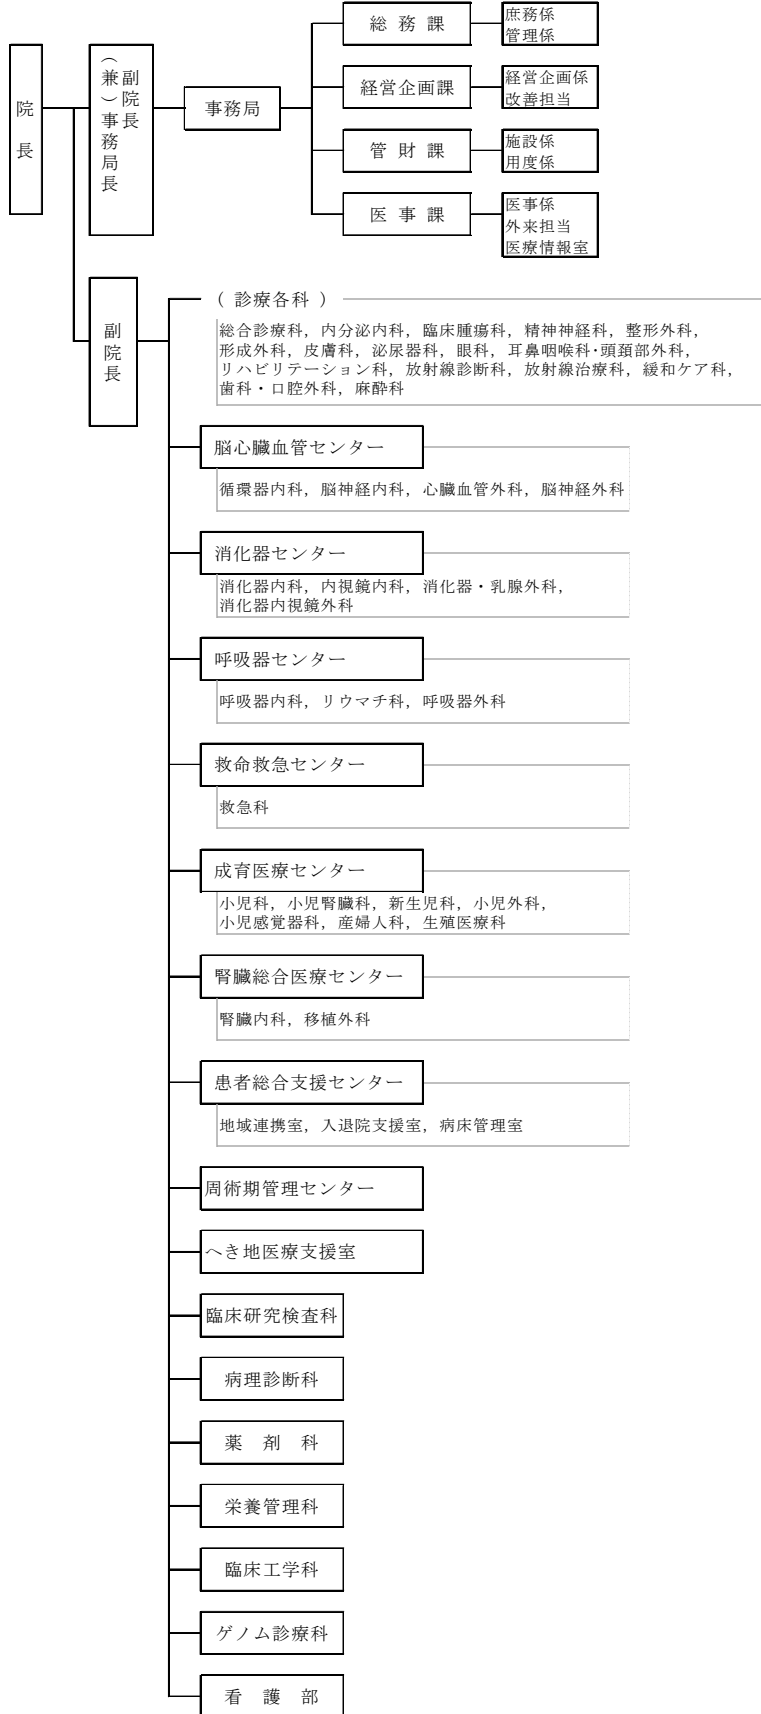 院長
副院長
（兼）事務局長
事務局
総務課
庶務係
管理係
経営企画課
経営企画係
改善担当
管財課
施設係
用度係
医事課
医事係
外来担当
医療情報室
副院長
（診療各科）
総合診療科，内分泌内科，臨床腫瘍科，精神神経科，整形外科，
形成外科，皮膚科，泌尿器科，眼科，耳鼻咽喉科・頭頚部外科，
リハビリテーション科，放射線診断科，放射線治療科，緩和ケア科，
歯科・口腔外科，麻酔科
脳心臓血管センター
循環器内科，脳神経内科，心臓血管外科，脳神経外科
消化器センター
消化器内科，内視鏡内科，消化器・乳腺外科，
消化器内視鏡外科
呼吸器センター
呼吸器内科，リウマチ科，呼吸器外科
救命救急センター
救急科
成育医療センター
小児科，小児腎臓科，新生児科，小児外科，
小児感覚器科，産婦人科，生殖医療科
腎臓総合医療センター
腎臓内科，移植外科
患者総合支援センター
地域連携室，入退院支援室，病床管理室
周術期管理センター
へき地医療支援室
臨床研究検査科
病理診断科
薬剤科
栄養管理科
臨床工学科
ゲノム診療科
看護部